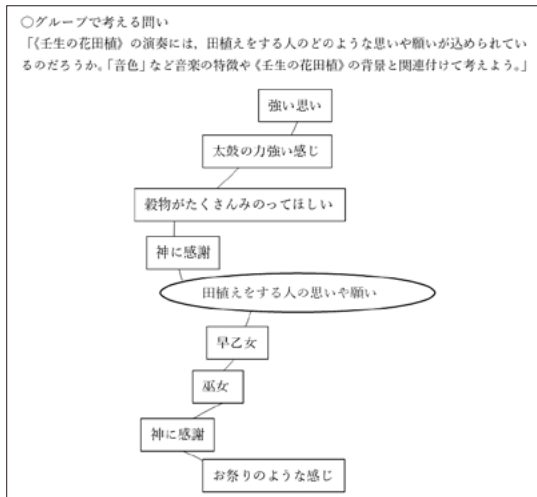 ○グループで考える問い
「《壬生の花田植》の演奏には，田植えをする人のどのような思いや願いが込められてい
るのだろうか。「音色」など音楽の特徴や《壬生の花田植》の背景と関連付けて考えよう。」
強い思い
太鼓の力強い感じ
穀物がたくさんみのってほしい
神に感謝
田植えをする人の思いや願い
早乙女
巫女
神に感謝
お祭りのような感じ